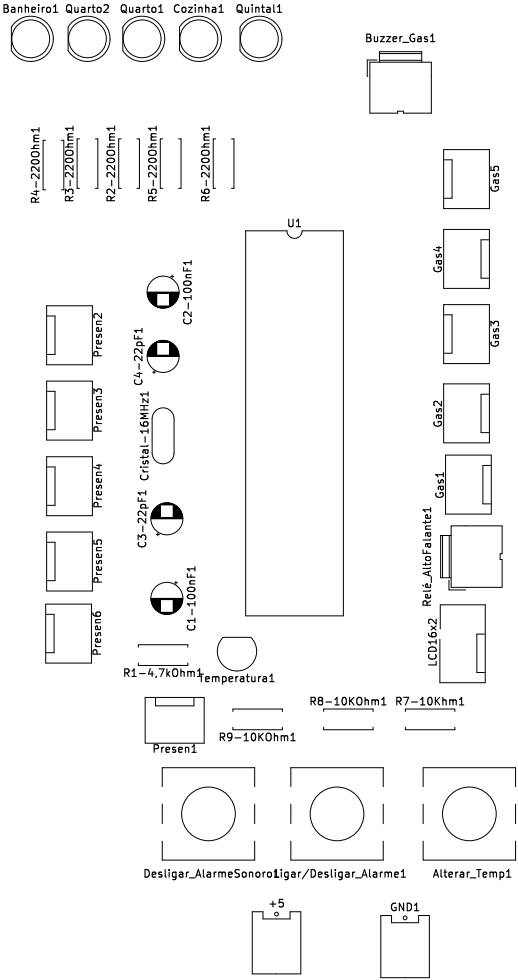 Banheiro1 Quarto2 Quarto1 Cozinha1 Quintal1
Buzzer_Gas1
R4-220Ohm1
R3-220Ohm1
R2-220Ohm1
R5-220Ohm1
R6-220Ohm1
Gas5
U1
Gas4
C2-100nF1
Gas3
Presen2
C4-22pF1
Presen3
Cristal-16MHz1
Gas2
Presen4
Gas1
C3-22pF1
Presen5
Relé_AltoFalante1
C1-100nF1
Presen6
LCD16x2
R1-4,7kOhm1
Temperatura1
R8-10KOhm1
R7-10Khm1
R9-10KOhm1
Presen1
Desligar_AlarmeSonoro1
Ligar/Desligar_Alarme1
Alterar_Temp1
+5
GND1